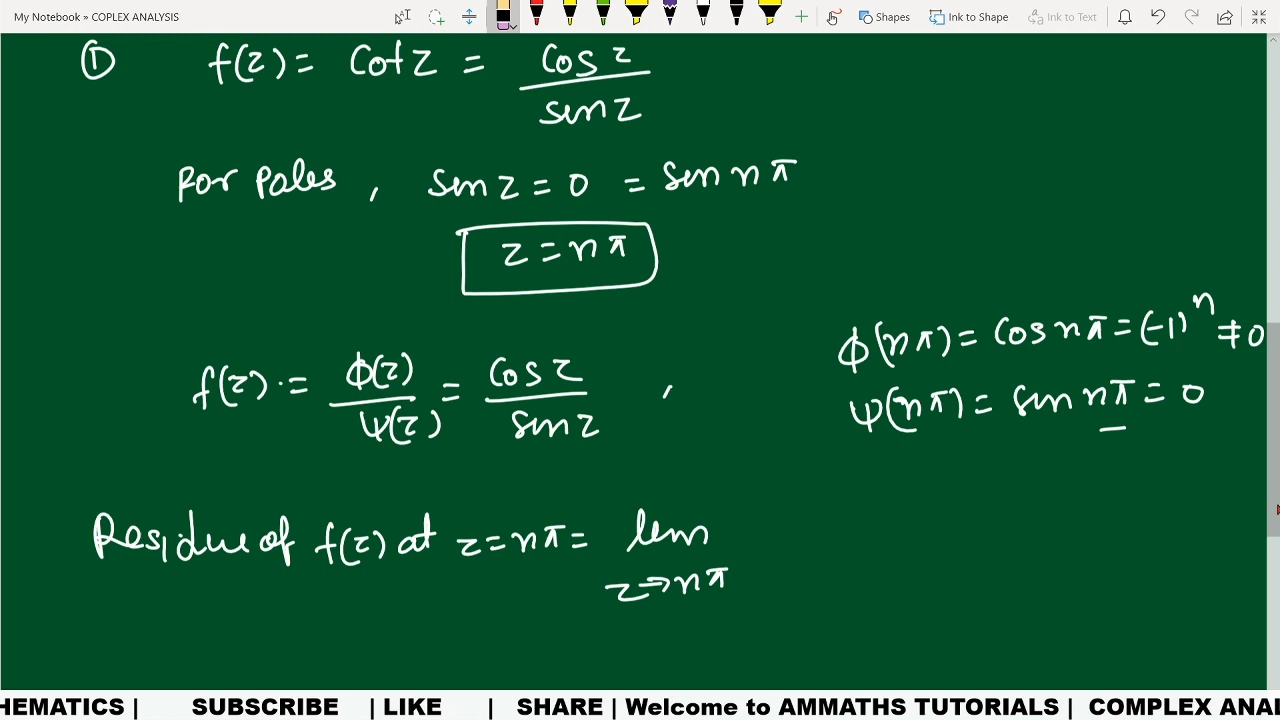 My Notebook » COPLEX ANALYSIS
Shapes
Ink to Shape
Ink to Text
① f(z) = Cot z = Cos z / sin z
For Poles, sin z = 0 = sin nπ
z = nπ
f(z) = ϕ(z)/ψ(z) = Cos z / sin z ,
ϕ(nπ) = Cos nπ = (-1)^n ≠ 0
ψ(nπ) = sin nπ = 0
Residue of f(z) at z = nπ = lim z→nπ
HEMATICS | SUBSCRIBE | LIKE | SHARE | Welcome to AMMATHS TUTORIALS | COMPLEX ANAL